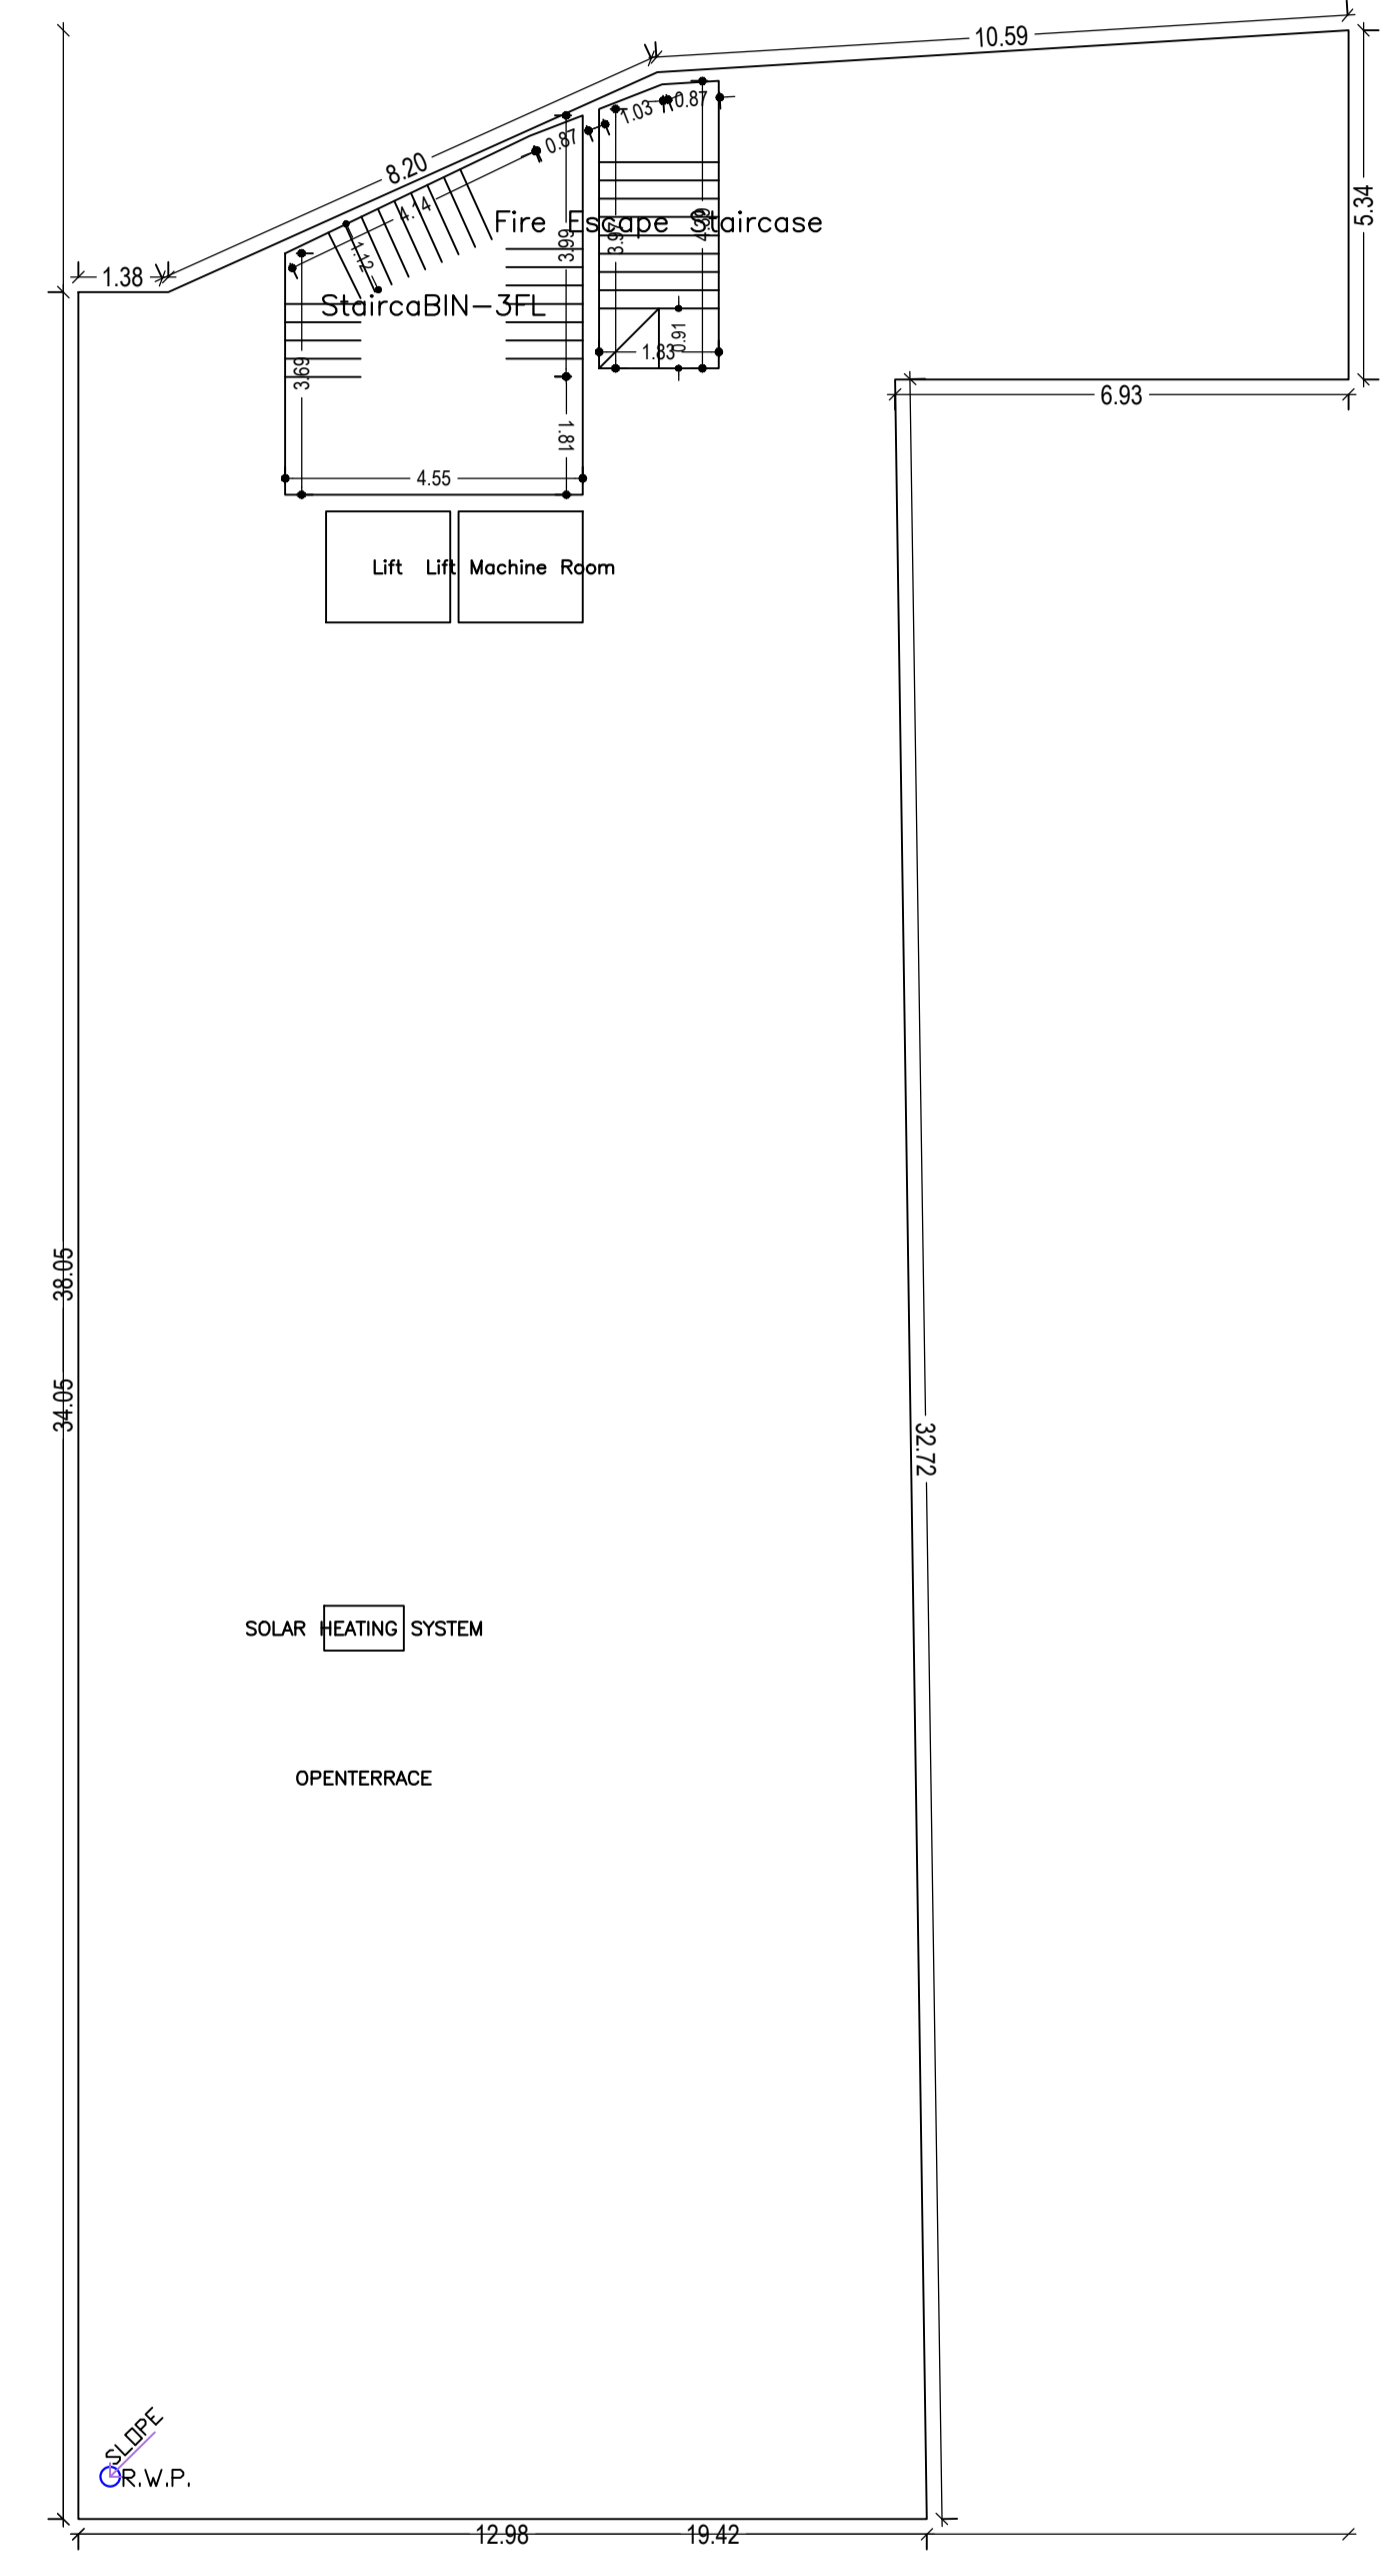 10.59
8.20
1.03
0.87
0.87
5.34
4.14
Fire Escape Staircase
3.99
3.97
1.12
1.38
StaircaBIN-3FL
0.91
1.83
3.69
6.93
1.81
4.55
Lift
Lift Machine Room
38.05
34.05
32.72
SOLAR HEATING SYSTEM
OPENTERRACE
SLOPE
R.W.P.
12.98
19.42